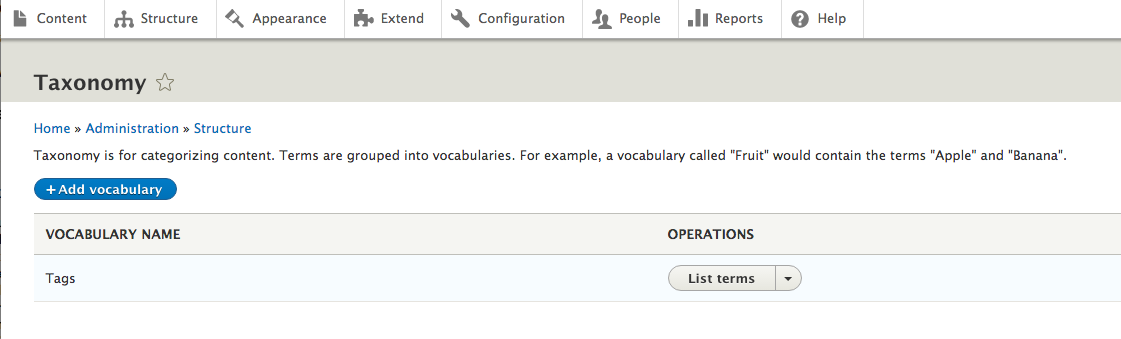 Content Structure Appearance Extend Configuration People Reports Help
Taxonomy
Home » Administration » Structure
Taxonomy is for categorizing content. Terms are grouped into vocabularies. For example, a vocabulary called "Fruit" would contain the terms "Apple" and "Banana".
+ Add vocabulary
VOCABULARY NAME OPERATIONS
Tags List terms